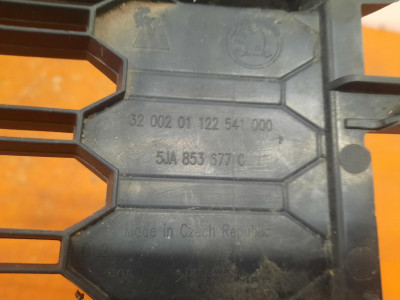 32 002 01 122 541 000
5JA 853 677 C
Made in Czech Republic